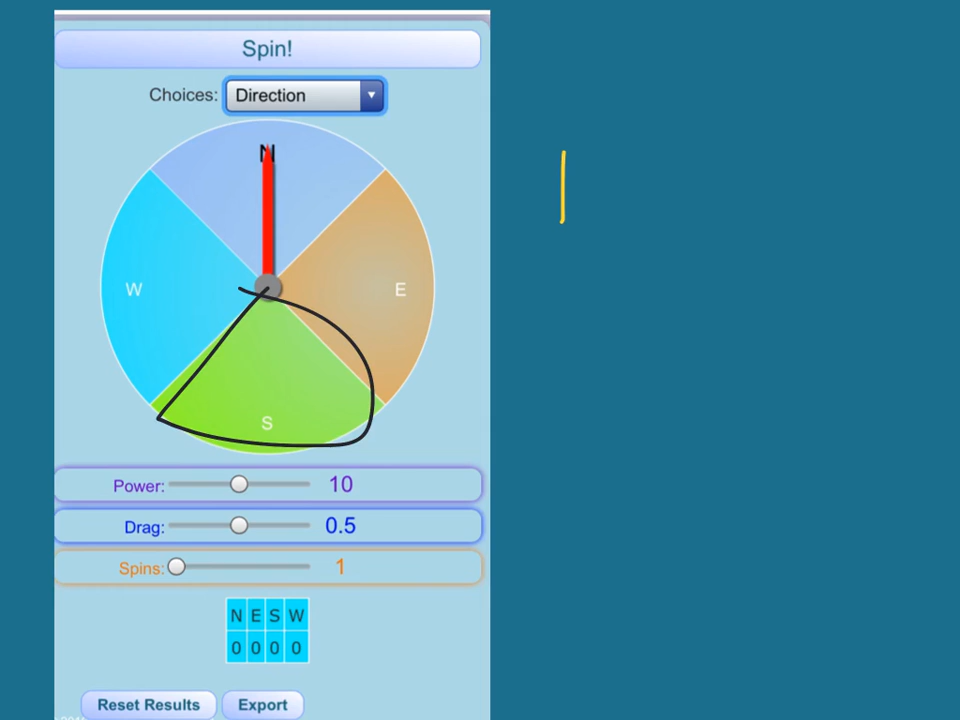 Spin!
Choices: Direction
N
W E
S
Power: 10
Drag: 0.5
Spins: 1
N E S W
0 0 0 0
Reset Results Export